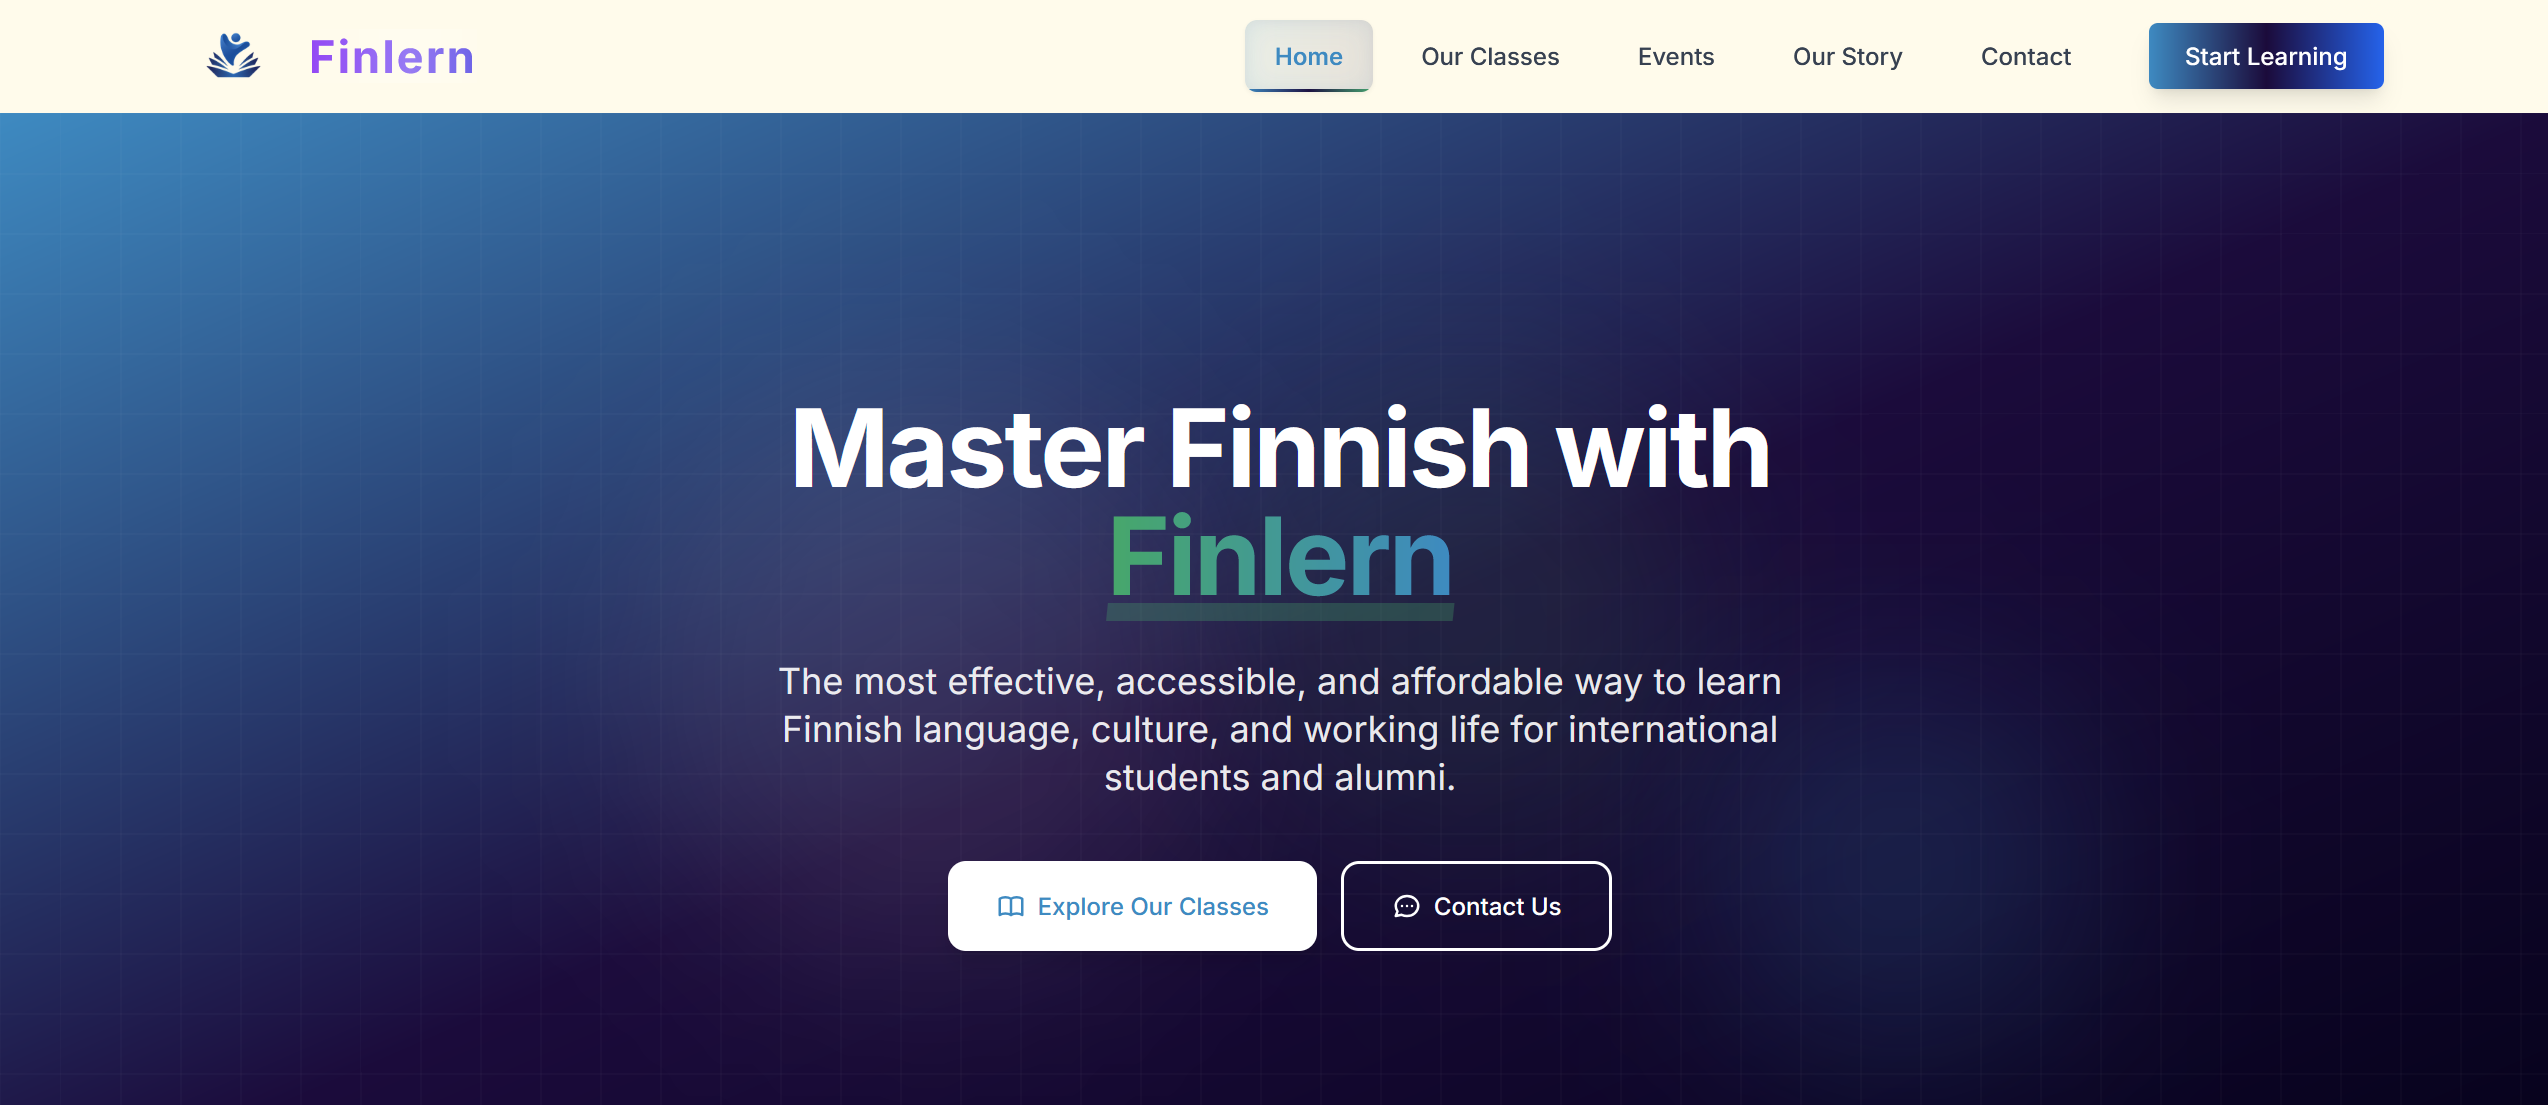 Finlern
Home
Our Classes
Events
Our Story
Contact
Start Learning
Master Finnish with
Finlern
The most effective, accessible, and affordable way to learn
Finnish language, culture, and working life for international
students and alumni.
Explore Our Classes
Contact Us